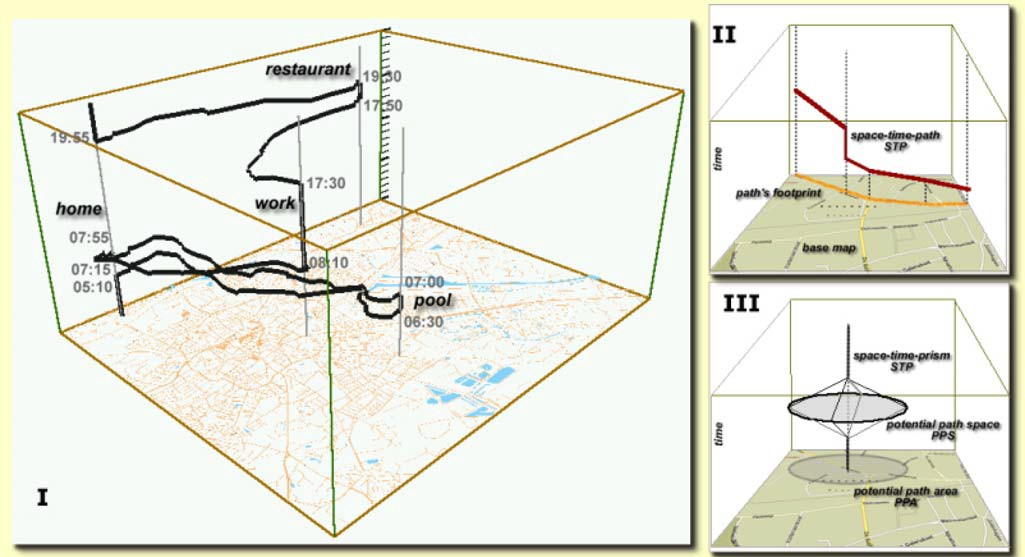 restaurant
19:30
17:50
19:55
17:30
work
home
07:55
07:15
05:10
08:10
07:00
pool
06:30
I
II
space-time-path
STP
time
path's footprint
base map
III
space-time-prism
STP
potential path space
PPS
time
potential path area
PPA